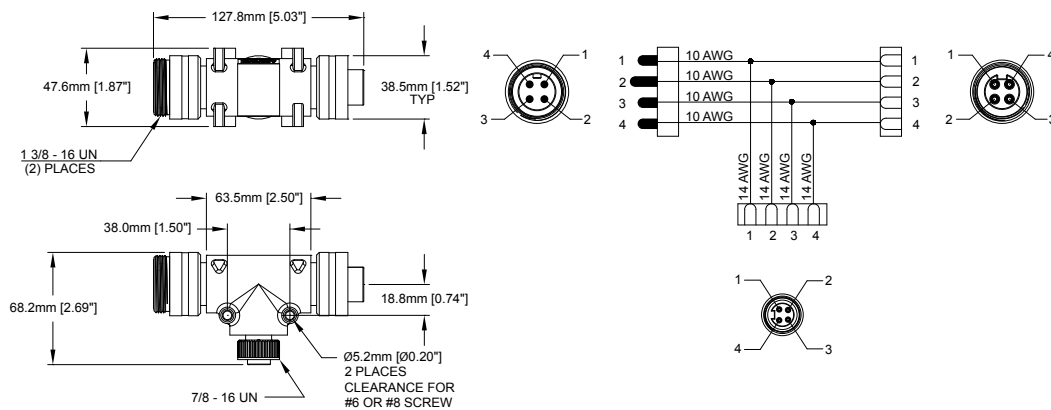 127.8mm [5.03"]
47.6mm [1.87"]
38.5mm [1.52"]
TYP
1 3/8 - 16 UN
(2) PLACES
4
1
3
2
1
10 AWG
1
2
10 AWG
2
3
10 AWG
3
4
10 AWG
4
14 AWG
14 AWG
14 AWG
14 AWG
1
2
3
4
1
4
2
3
63.5mm [2.50"]
38.0mm [1.50"]
68.2mm [2.69"]
18.8mm [0.74"]
Ø5.2mm [Ø0.20"]
2 PLACES
CLEARANCE FOR
#6 OR #8 SCREW
7/8 - 16 UN
1
2
4
3